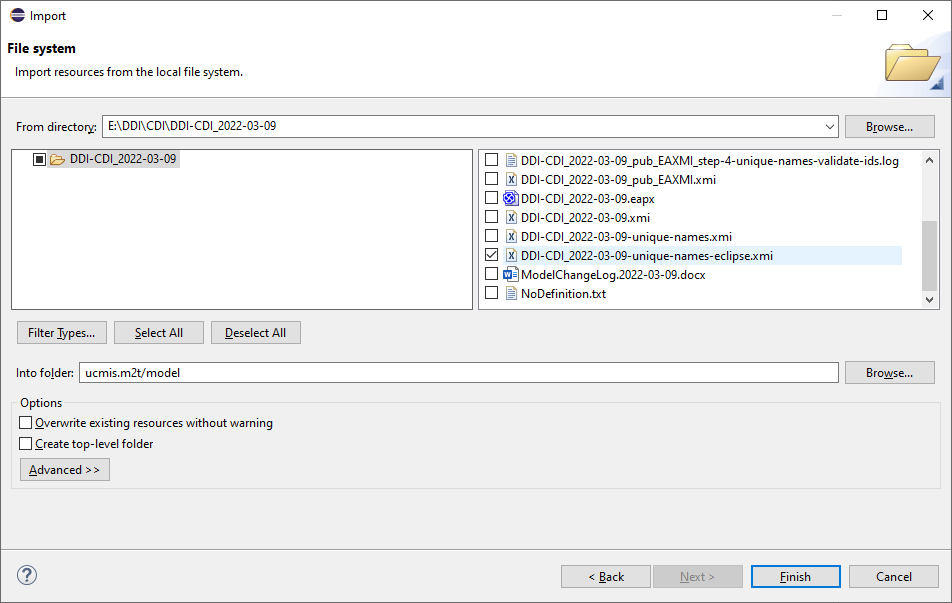 Import
File system
Import resources from the local file system.
From directory: E:\DDI\CDI\DDI-CDI_2022-03-09 Browse...
DDI-CDI_2022-03-09
DDI-CDI_2022-03-09_pub_EAXMI_step-4-unique-names-validate-ids.log
DDI-CDI_2022-03-09_pub_EAXMI.xmi
DDI-CDI_2022-03-09.eapx
DDI-CDI_2022-03-09.xmi
DDI-CDI_2022-03-09-unique-names.xmi
DDI-CDI_2022-03-09-unique-names-eclipse.xmi
ModelChangeLog.2022-03-09.docx
NoDefinition.txt
Filter Types... Select All Deselect All
Into folder: ucmis.m2t/model Browse...
Options
Overwrite existing resources without warning
Create top-level folder
Advanced >>
? < Back Next > Finish Cancel